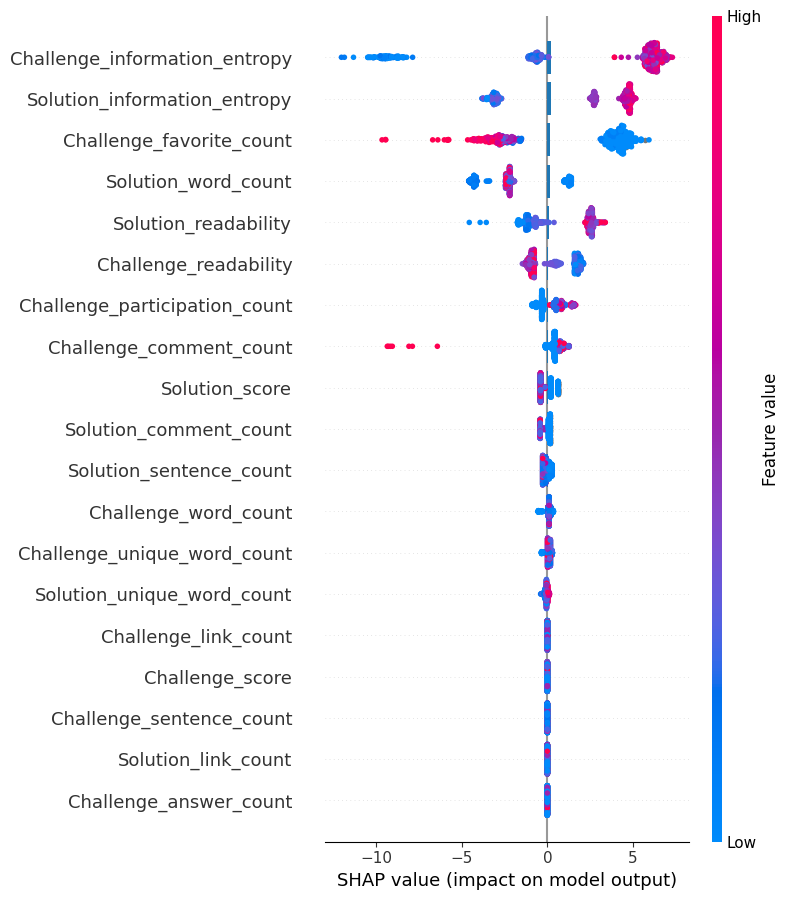 High
Challenge_information_entropy
Solution_information_entropy
Challenge_favorite_count
Solution_word_count
Solution_readability
Challenge_readability
Challenge_participation_count
Challenge_comment_count
Solution_score
Solution_comment_count
Solution_sentence_count
Challenge_word_count
Challenge_unique_word_count
Solution_unique_word_count
Challenge_link_count
Challenge_score
Challenge_sentence_count
Solution_link_count
Challenge_answer_count
Feature value
Low
−10 −5 0 5
SHAP value (impact on model output)